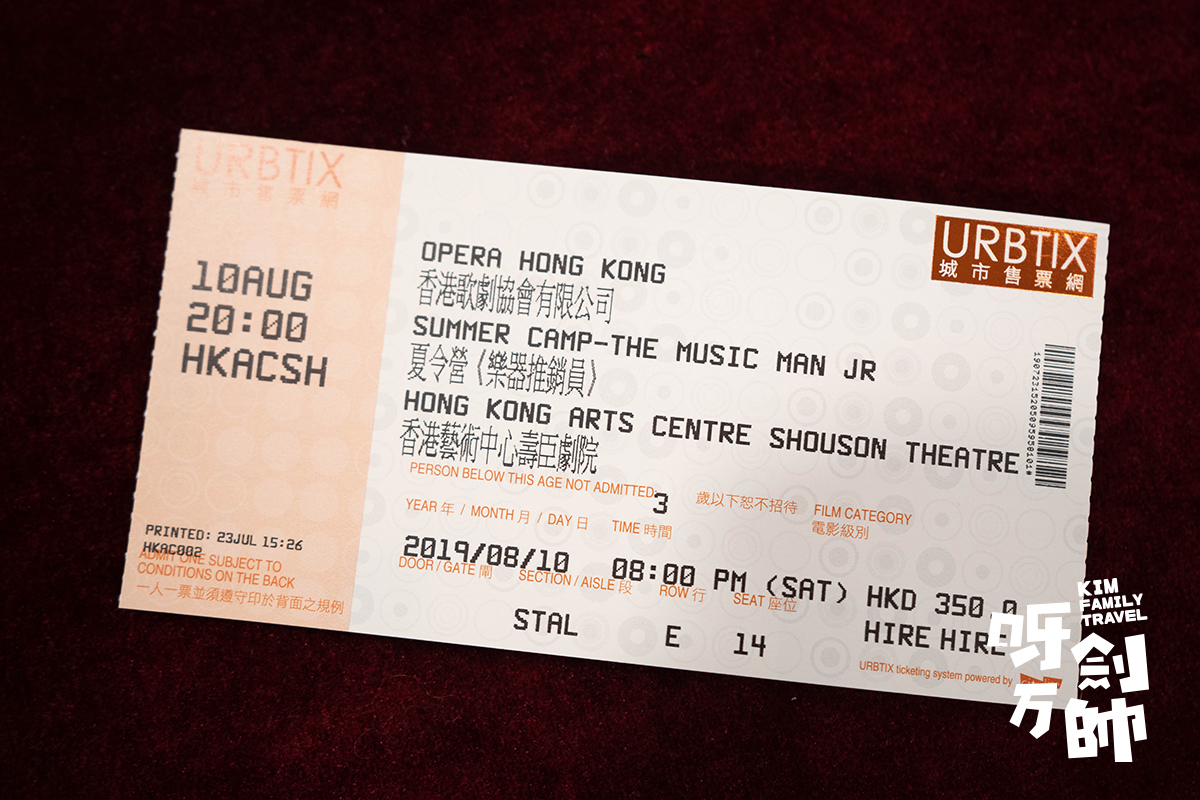 URBTIX
城市售票網
10AUG
20:00
HKACSH
PRINTED: 23JUL 15:26
HKAC002
ADMIT ONE SUBJECT TO
CONDITIONS ON THE BACK
一人一票並須遵守印於背面之規例
URBTIX
城市售票網
OPERA HONG KONG
香港歌劇協會有限公司
SUMMER CAMP-THE MUSIC MAN JR
夏令營《樂器推銷員》
HONG KONG ARTS CENTRE SHOUSON THEATRE
香港藝術中心壽臣劇院
PERSON BELOW THIS AGE NOT ADMITTED: 3 歲以下恕不招待 FILM CATEGORY
電影級別
YEAR 年 / MONTH 月 / DAY 日 TIME 時間
2019/08/10 08:00 PM (SAT) HKD 350.0
DOOR / GATE 閘 SECTION / AISLE 段 ROW 行 SEAT 座位
STAL E 14 HIRE HIRE
URBTIX ticketing system powered by
KIM
FAMILY
TRAVEL
呀劍
万帥